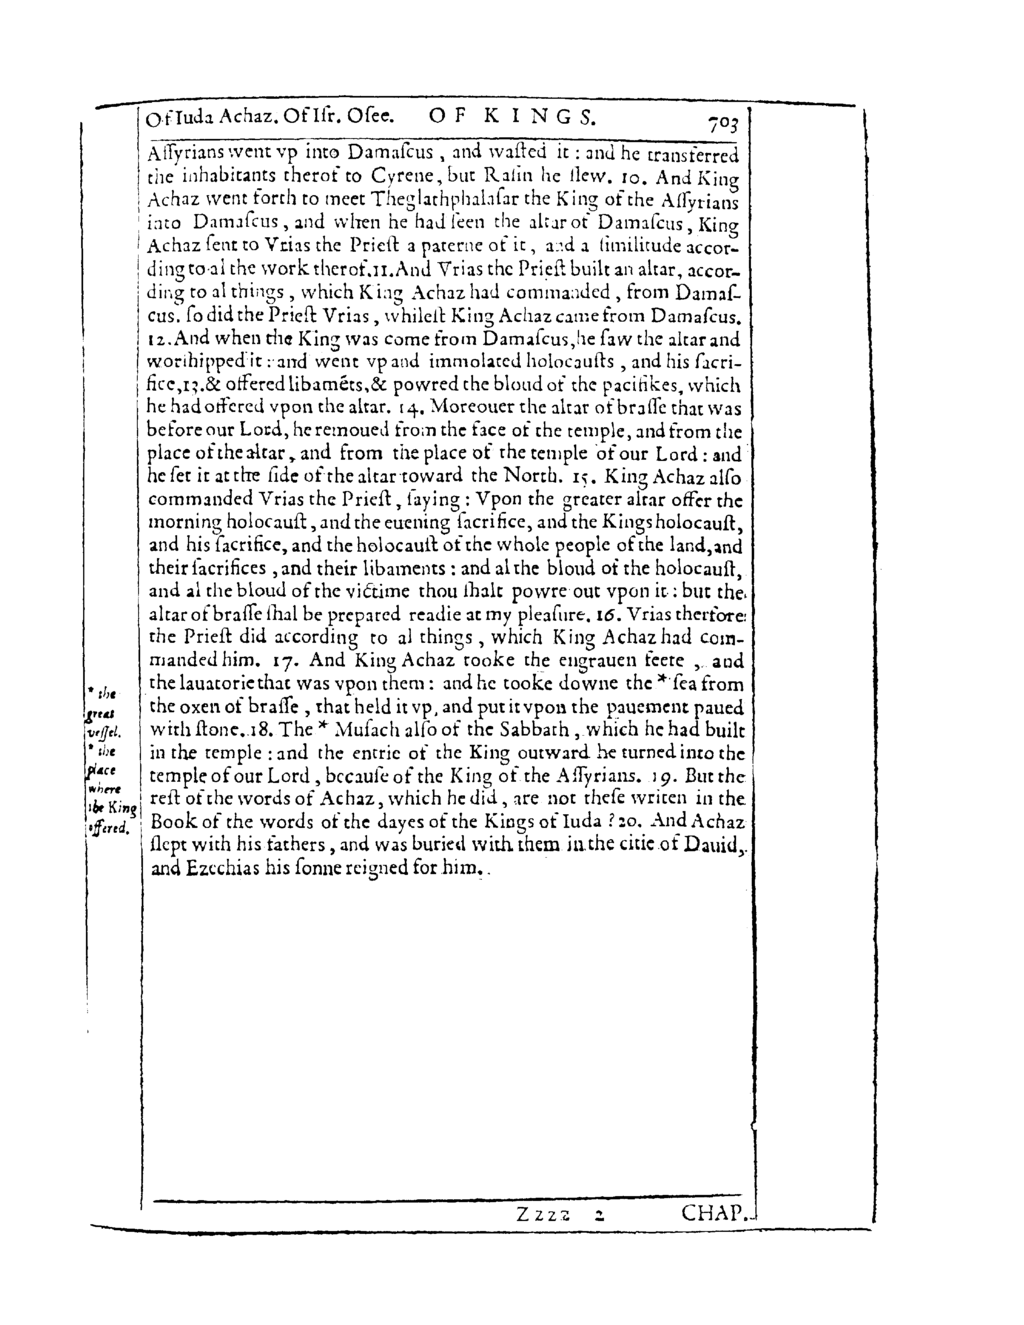 Of Iuda Achaz. Of Iſr. Oſee. OF KINGS. 703
Aſſyrians went vp into Damaſcus, and waſted it: and he transferred
the inhabitants therof to Cyrene, but Raſin he ſlew. 10. And King
Achaz went forth to meet Theglathphalaſar the King of the Aſſyrians
into Damaſcus, and when he had ſeen the altar of Damaſcus, King
Achaz ſent to Vrias the Prieſt a paterne of it, and a ſimilitude accor-
ding to al the work therof. 11. And Vrias the Prieſt built an altar, accor-
ding to al things, which King Achaz had commanded, from Damaſ-
cus. ſo did the Prieſt Vrias, whileſt King Achaz came from Damaſcus.
12. And when the King was come from Damaſcus, he ſaw the altar and
worſhipped it: and went vp and immolated holocauſts, and his ſacri-
fice, 13. & offered libamẽts, & powred the bloud of the pacifikes, which
he had offered vpon the altar. 14. Moreouer the altar of braſſe that was
before our Lord, he remoued from the face of the temple, and from the
place of the altar, and from the place of the temple of our Lord: and
he ſet it at the ſide of the altar toward the North. 15. King Achaz alſo
commanded Vrias the Prieſt, ſaying: Vpon the greater altar offer the
morning holocauſt, and the euening ſacrifice, and the Kings holocauſt,
and his ſacrifice, and the holocauſt of the whole people of the land, and
their ſacrifices, and their libaments: and al the bloud of the holocauſt,
and al the bloud of the victime thou ſhalt powre out vpon it: but the
altar of braſſe ſhal be prepared readie at my pleaſure. 16. Vrias therfore
the Prieſt did according to al things, which King Achaz had com-
manded him. 17. And King Achaz tooke the engrauen feete, and
the lauatorie that was vpon them: and he tooke downe the * ſea from
the oxen of braſſe, that held it vp, and put it vpon the pauement paued
with ſtone. 18. The * Muſach alſo of the Sabbath, which he had built
in the temple: and the entrie of the King outward he turned into the
temple of our Lord, becauſe of the King of the Aſſyrians. 19. But the
reſt of the words of Achaz, which he did, are not theſe writen in the
Book of the words of the dayes of the Kings of Iuda? 20. And Achaz
ſlept with his fathers, and was buried with them in the citie of Dauid,
and Ezechias his ſonne reigned for him.
* the
great
veſſel.
* the
place
where
the King
offered.
Zzzz 2 CHAP.